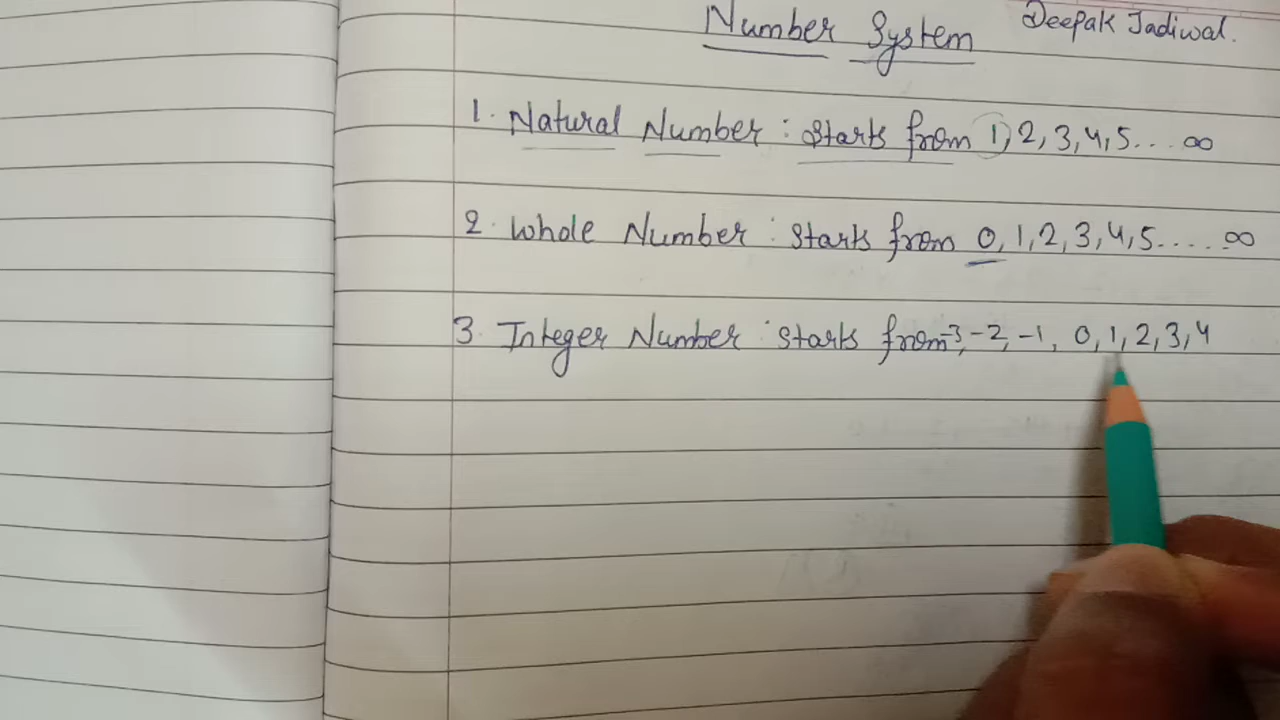 Number System Deepak Jadiwal.
1. Natural Number : Starts from 1, 2, 3, 4, 5... ∞
2. Whole Number : Starts from 0, 1, 2, 3, 4, 5..... ∞
3. Integer Number : Starts from -3, -2, -1, 0, 1, 2, 3, 4